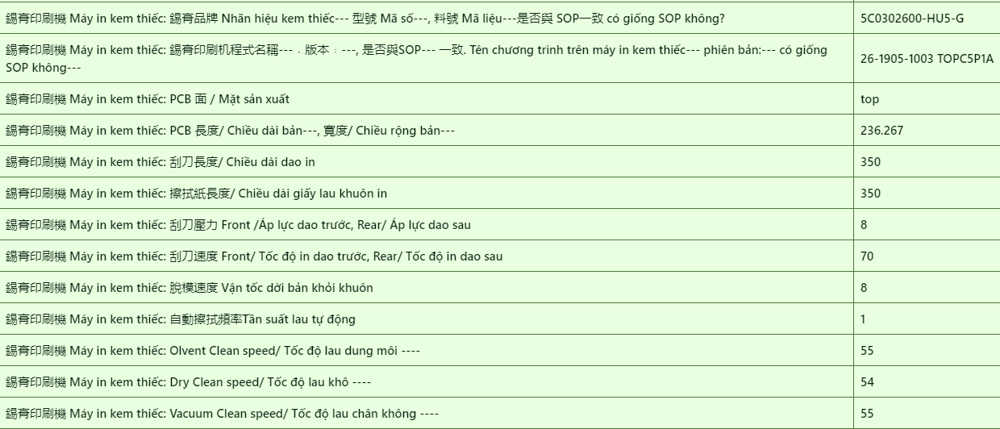 錫膏印刷機 Máy in kem thiếc: 錫膏品牌 Nhãn hiệu kem thiếc--- 型號 Mã số---, 料號 Mã liệu---是否與 SOP一致 có giống SOP không? 5C0302600-HU5-G
錫膏印刷機 Máy in kem thiếc: 錫膏印刷机程式名稱---﹐版本﹕---, 是否與SOP--- 一致. Tên chương trình trên máy in kem thiếc--- phiên bản:--- có giống
SOP không--- 26-1905-1003 TOPC5P1A
錫膏印刷機 Máy in kem thiếc: PCB 面 / Mặt sản xuất top
錫膏印刷機 Máy in kem thiếc: PCB 長度/ Chiều dài bản---, 寬度/ Chiều rộng bản--- 236.267
錫膏印刷機 Máy in kem thiếc: 刮刀長度/ Chiều dài dao in 350
錫膏印刷機 Máy in kem thiếc: 擦拭紙長度/ Chiều dài giấy lau khuôn in 350
錫膏印刷機 Máy in kem thiếc: 刮刀壓力 Front /Áp lực dao trước, Rear/ Áp lực dao sau 8
錫膏印刷機 Máy in kem thiếc: 刮刀速度 Front/ Tốc độ in dao trước, Rear/ Tốc độ in dao sau 70
錫膏印刷機 Máy in kem thiếc: 脫模速度 Vận tốc dời bản khỏi khuôn 8
錫膏印刷機 Máy in kem thiếc: 自動擦拭頻率Tần suất lau tự động 1
錫膏印刷機 Máy in kem thiếc: Olvent Clean speed/ Tốc độ lau dung môi ---- 55
錫膏印刷機 Máy in kem thiếc: Dry Clean speed/ Tốc độ lau khô ---- 54
錫膏印刷機 Máy in kem thiếc: Vacuum Clean speed/ Tốc độ lau chân không ---- 55